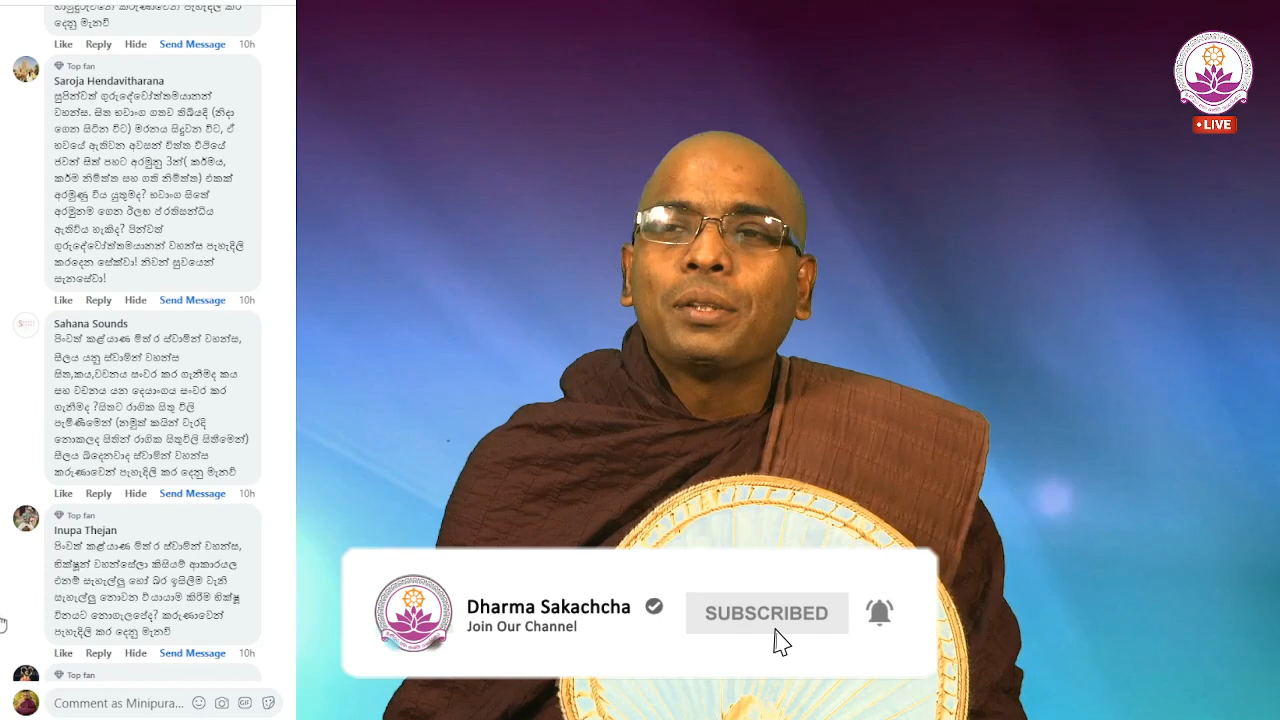 දෙනු මැනවි
Like Reply Hide Send Message 10h
Top fan
Saroja Hendavitharana
සුපින්වත් ගුරුදේවෝත්තමයානන්
වහන්ස. සිත භවාංග ගතව තිබියදී (නිදා
ගෙන සිටින විට) මරනය සිදුවන විට, ඒ
භවයේ ඇතිවන අවසන් චිත්ත වීථියේ
ජවන් සිත් පහට අරමුනු 3න්( කර්මය,
කර්ම නිමිත්ත සහ ගති නිමිත්ත) එකක්
අරමුණු විය යුතුමද? භවාංග සිතේ
අරමුනම ගෙන ඊලඟ ප්රතිසන්ධිය
ඇතිවිය හැකිද? පින්වත්
ගුරුදේවෝත්තමයානන් වහන්ස පැහැදිලි
කරදෙන සේක්වා! නිවන් සුවයෙන්
සැනසේවා!
Like Reply Hide Send Message 10h
Sahana Sounds
පිංවත් කළ්යාණ මිත්ර ස්වාමින් වහන්ස,
සීලය යනු ස්වාමින් වහන්ස
සිත,කය,වචනය සංවර කර ගැනීමද කය
සහ වචනය යන දෙයාංගය සංවර කර
ගැනීමද ?සිතට රාගික සිතු විලි
පැමිණීමෙන් (නමුත් කයින් වැරදි
නොකලද සිතින් රාගික සිතුවිලි සිතීමෙන්)
සීලය බිදෙනවාද ස්වාමින් වහන්ස
කරුණාවෙන් පැහැදිලි කර දෙනු මැනවි
Like Reply Hide Send Message 10h
Top fan
Inupa Thejan
පිංවත් කළ්යාණ මිත්ර ස්වාමින් වහන්ස,
භික්ෂූන් වහන්සේලා කිසියම් ආකාරයල
එනම් සැහැල්ලු හෝ බර ඉසිලීම වැනි
සැහැල්ලු නොවන ව්යායාම කිරීම භික්ෂූ
විනයට නොගැලපේද? කරුණාවෙන්
පැහැදිලි කර දෙනු මැනවි
Like Reply Hide Send Message 10h
Top fan
Comment as Minipura...
GIF
• LIVE
Dharma Sakachcha
Join Our Channel
SUBSCRIBED